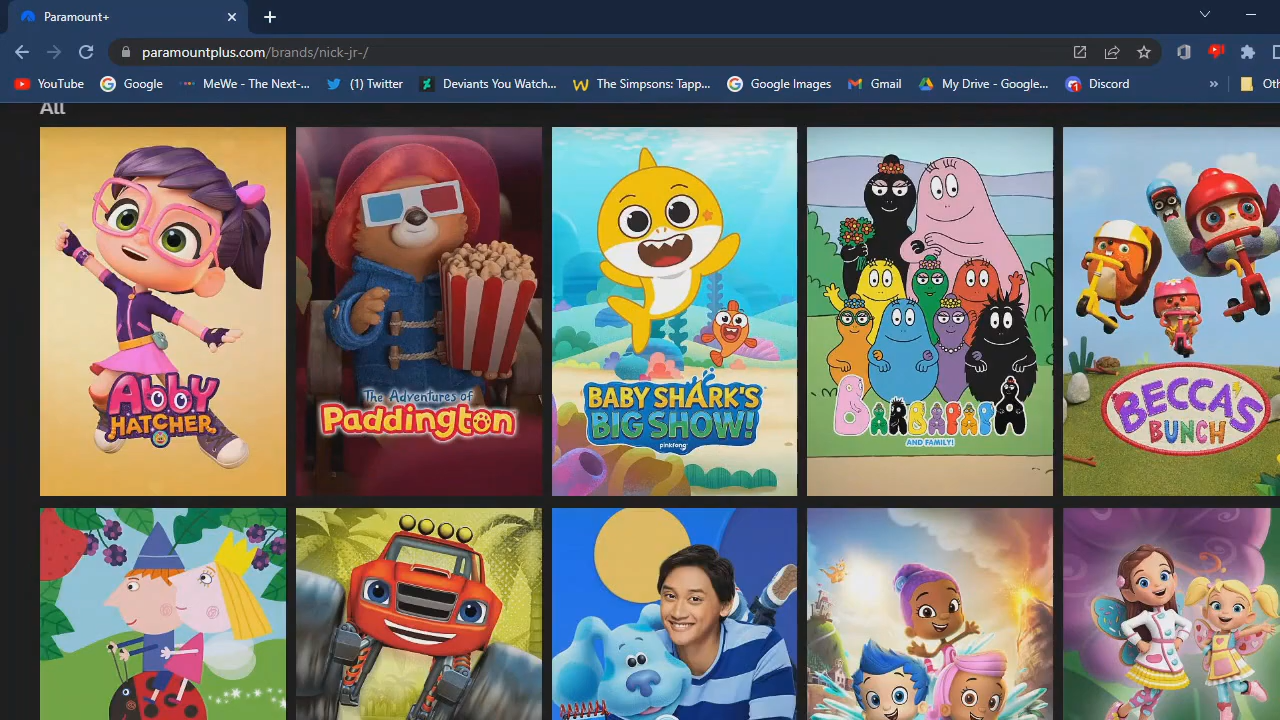 Paramount+
paramountplus.com/brands/nick-jr-/
YouTube Google MeWe - The Next-... (1) Twitter Deviants You Watch... The Simpsons: Tapp... Google Images Gmail My Drive - Google... Discord » Oth
All
Abby
HATCHER
The Adventures of
Paddington
BABY SHARK'S
BIG SHOW!
pinkfong
BARBAPAPA
AND FAMILY!
BECCA'S
BUNCH